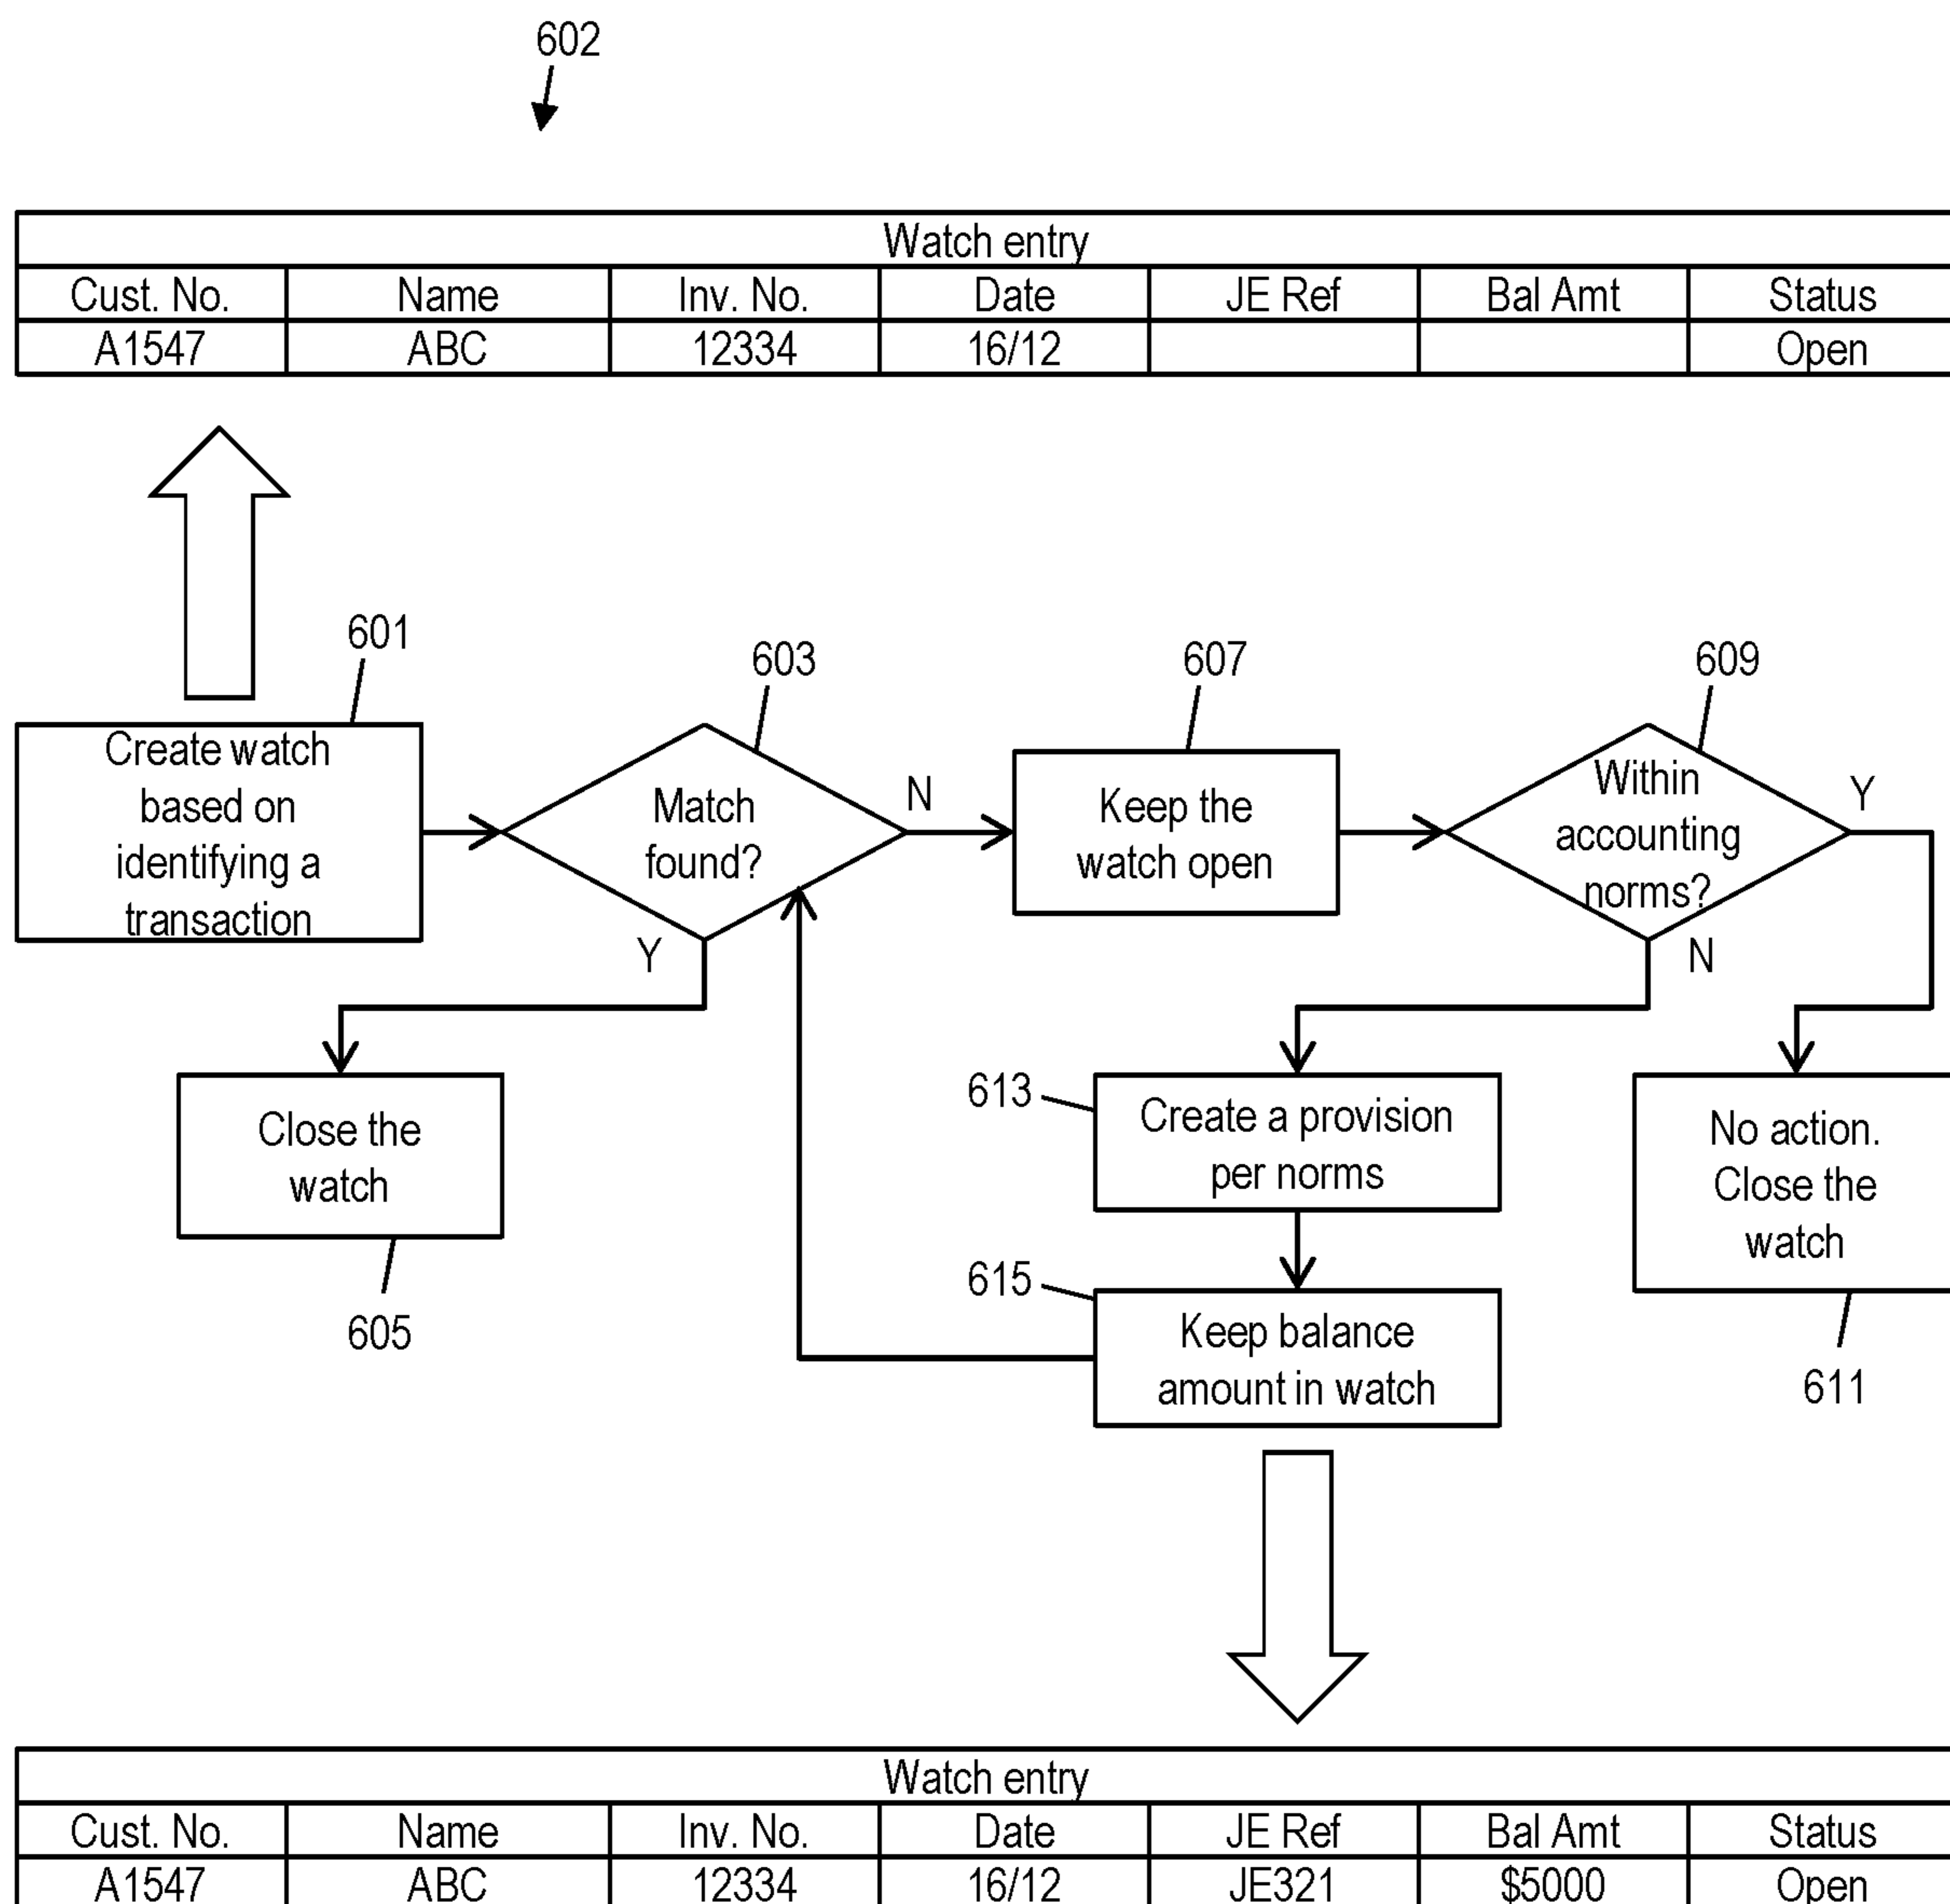 602
Watch entry
Cust. No. Name Inv. No. Date JE Ref Bal Amt Status
A1547 ABC 12334 16/12 Open
601
603
607
609
Create watch
based on
identifying a
transaction
Match
found?
N
Keep the
watch open
Within
accounting
norms?
Y
Y
N
Close the
watch
605
613
Create a provision
per norms
No action.
Close the
watch
611
615
Keep balance
amount in watch
Watch entry
Cust. No. Name Inv. No. Date JE Ref Bal Amt Status
A1547 ABC 12334 16/12 JE321 $5000 Open